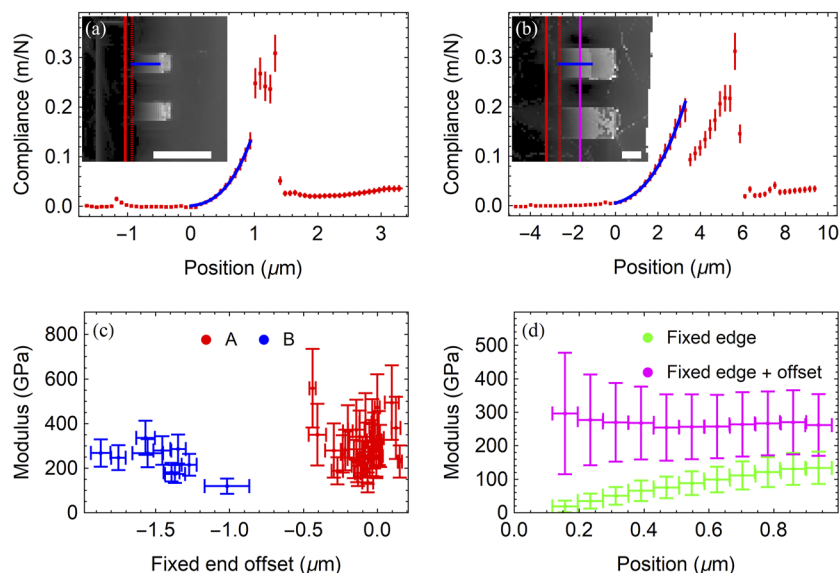 (a)
Compliance (m/N)
0.3
0.2
0.1
0.0
−1 0 1 2 3
Position (μm)
(b)
Compliance (m/N)
0.3
0.2
0.1
0.0
−4 −2 0 2 4 6 8 10
Position (μm)
(c)
A B
Modulus (GPa)
800
600
400
200
0
−1.5 −1.0 −0.5 0.0
Fixed end offset (μm)
(d)
Fixed edge
Fixed edge + offset
Modulus (GPa)
500
400
300
200
100
0
0.0 0.2 0.4 0.6 0.8
Position (μm)